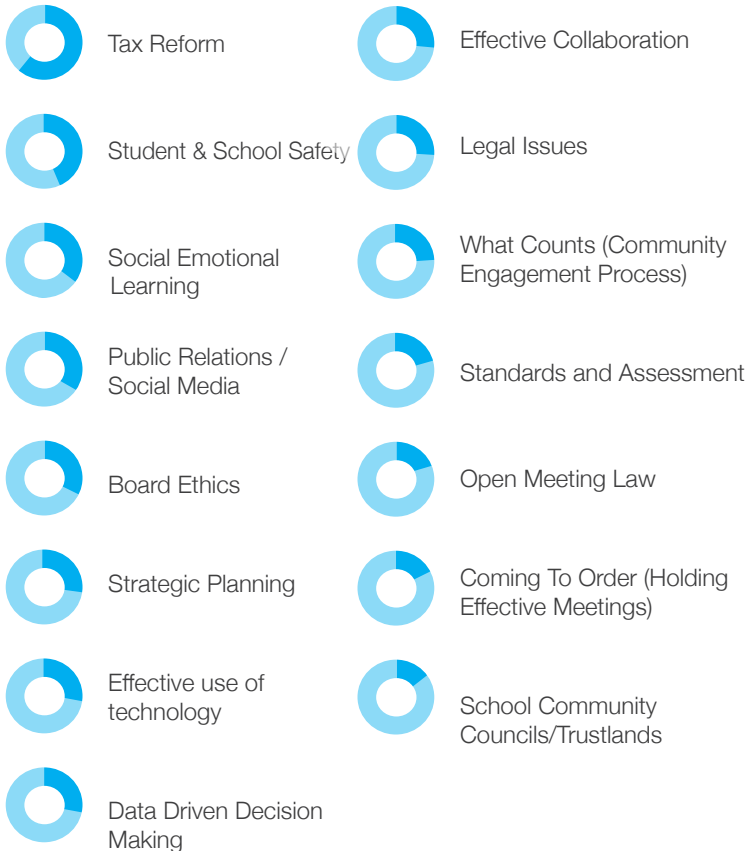 Tax Reform
Student & School Safety
Social Emotional
Learning
Public Relations /
Social Media
Board Ethics
Strategic Planning
Effective use of
technology
Data Driven Decision
Making
Effective Collaboration
Legal Issues
What Counts (Community
Engagement Process)
Standards and Assessment
Open Meeting Law
Coming To Order (Holding
Effective Meetings)
School Community
Councils/Trustlands